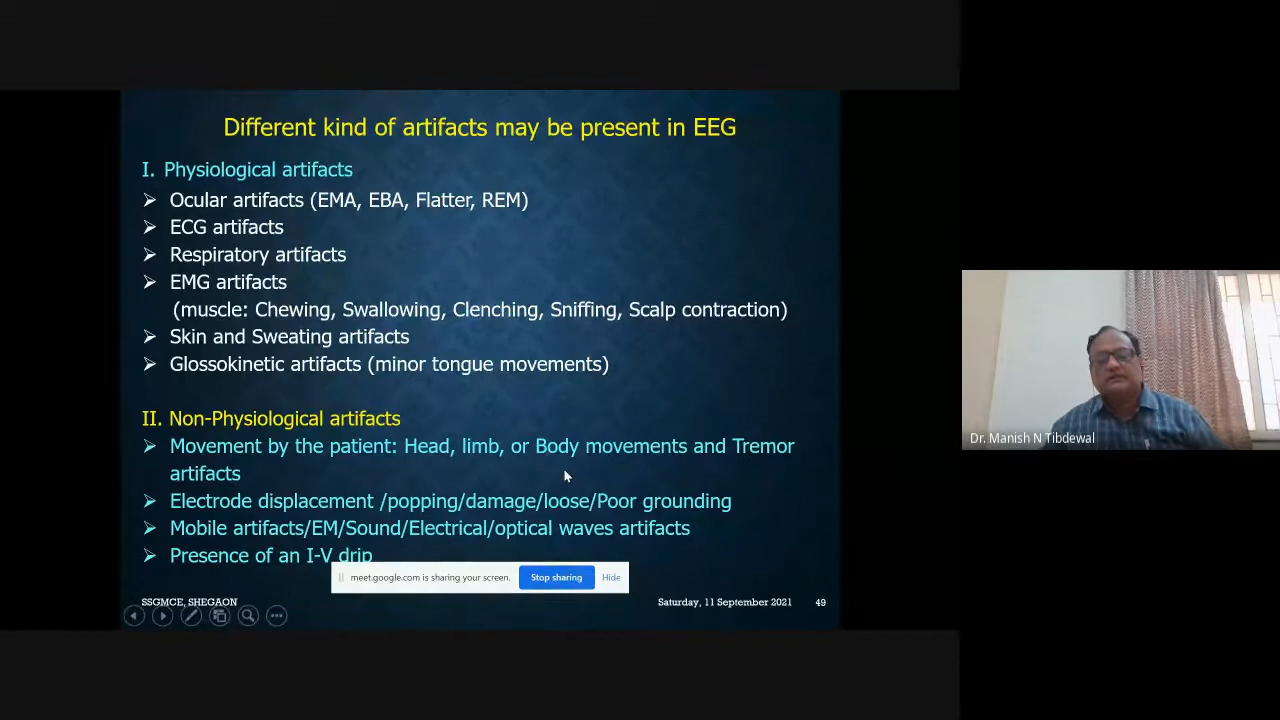 Different kind of artifacts may be present in EEG
I. Physiological artifacts
Ocular artifacts (EMA, EBA, Flatter, REM)
ECG artifacts
Respiratory artifacts
EMG artifacts
(muscle: Chewing, Swallowing, Clenching, Sniffing, Scalp contraction)
Skin and Sweating artifacts
Glossokinetic artifacts (minor tongue movements)
II. Non-Physiological artifacts
Movement by the patient: Head, limb, or Body movements and Tremor
artifacts
Electrode displacement /popping/damage/loose/Poor grounding
Mobile artifacts/EM/Sound/Electrical/optical waves artifacts
Presence of an I-V drip
meet.google.com is sharing your screen. Stop sharing Hide
SSGMCE, SHEGAON Saturday, 11 September 2021 49
Dr. Manish N Tibdewal